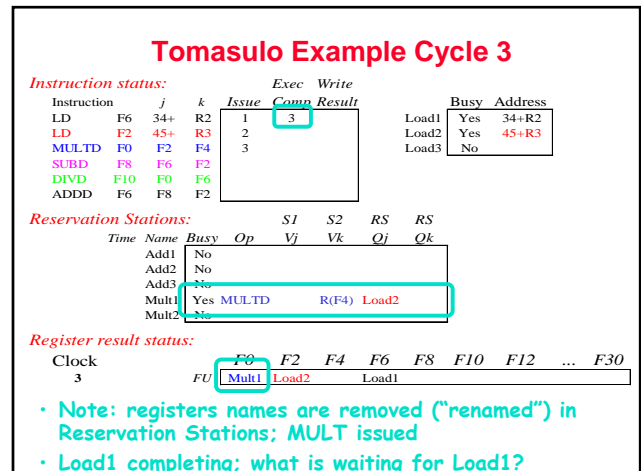 Tomasulo Example Cycle 3
Instruction status: Exec Write
Instruction j k Issue Comp Result Busy Address
LD F6 34+ R2 1 3 Load1 Yes 34+R2
LD F2 45+ R3 2 Load2 Yes 45+R3
MULTD F0 F2 F4 3 Load3 No
SUBD F8 F6 F2
DIVD F10 F0 F6
ADDD F6 F8 F2
Reservation Stations: S1 S2 RS RS
Time Name Busy Op Vj Vk Qj Qk
Add1 No
Add2 No
Add3 No
Mult1 Yes MULTD R(F4) Load2
Mult2 No
Register result status:
Clock F0 F2 F4 F6 F8 F10 F12 ... F30
3 FU Mult1 Load2 Load1
• Note: registers names are removed (“renamed”) in
Reservation Stations; MULT issued
• Load1 completing; what is waiting for Load1?